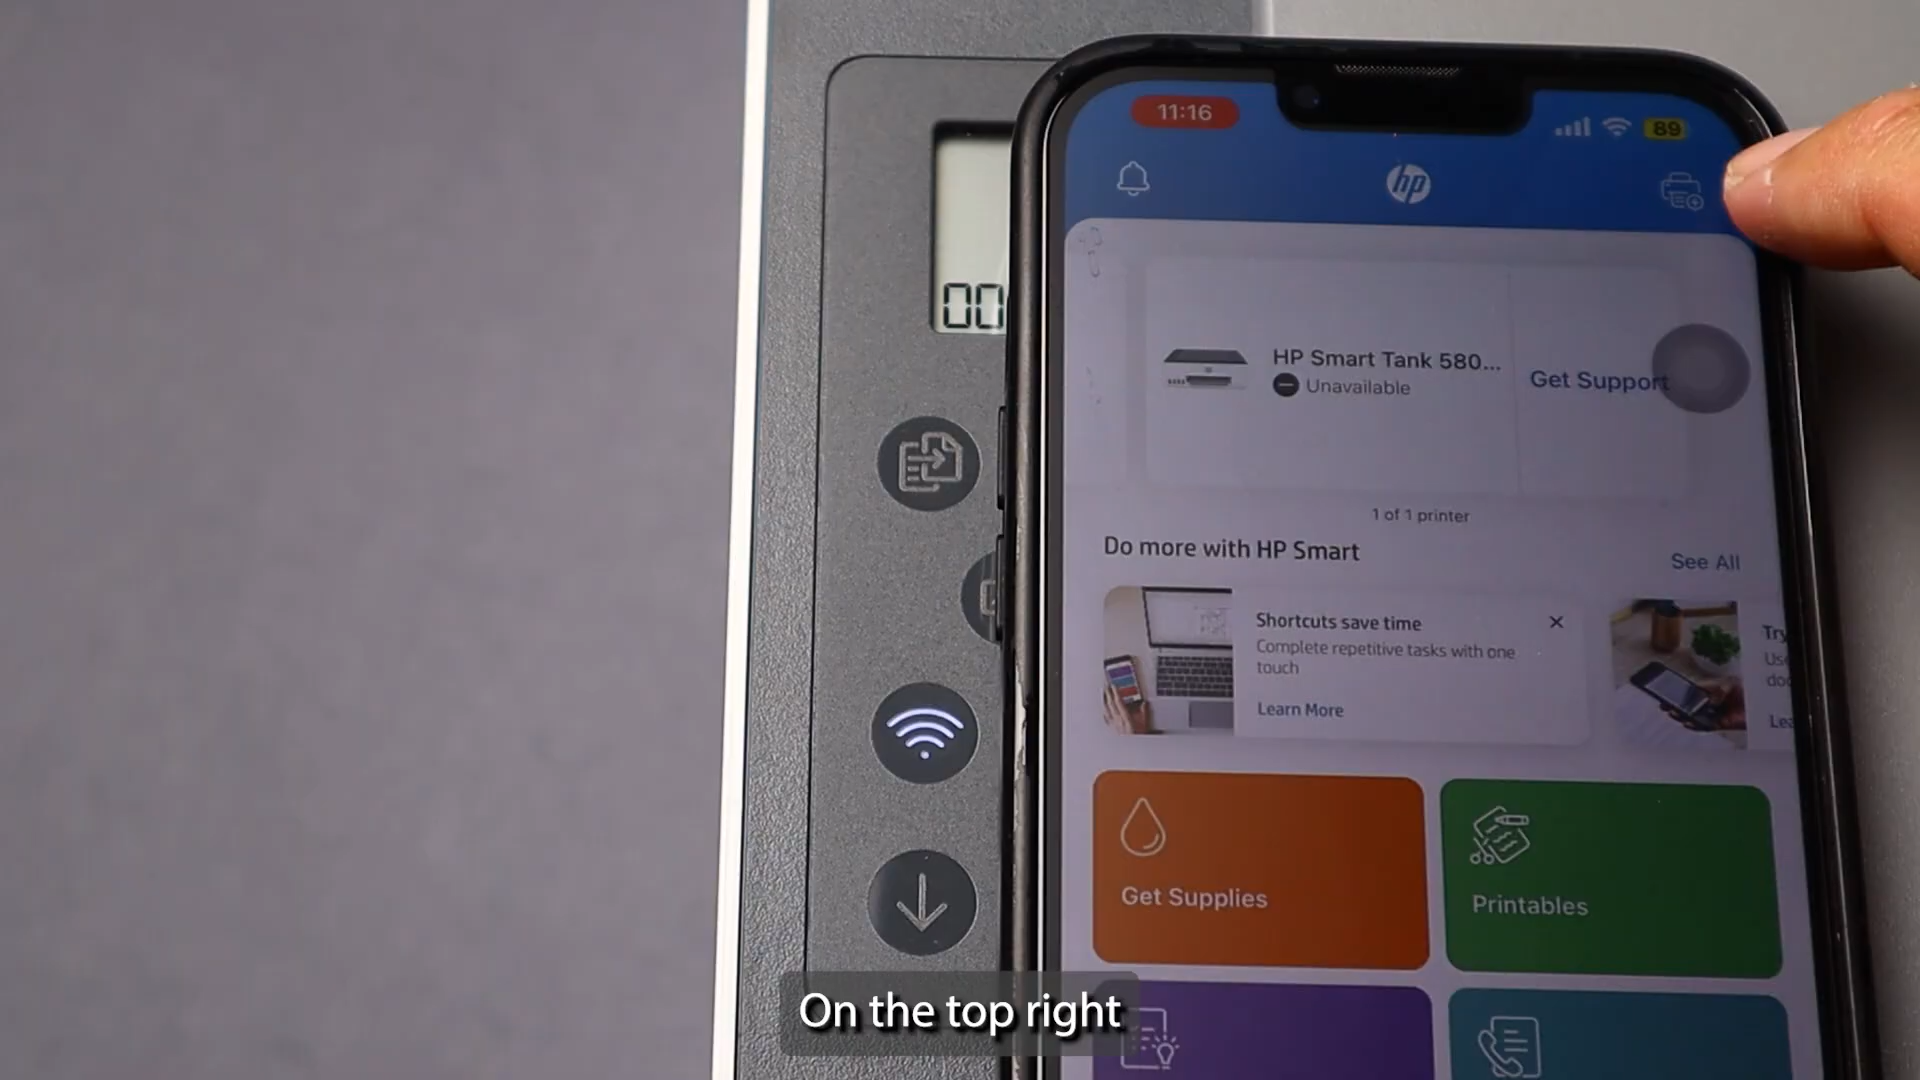 11:16
89
hp
00
HP Smart Tank 580...
Unavailable
Get Support
1 of 1 printer
Do more with HP Smart
See All
Shortcuts save time
Complete repetitive tasks with one
touch
Learn More
Try
Get Supplies
Printables
On the top right